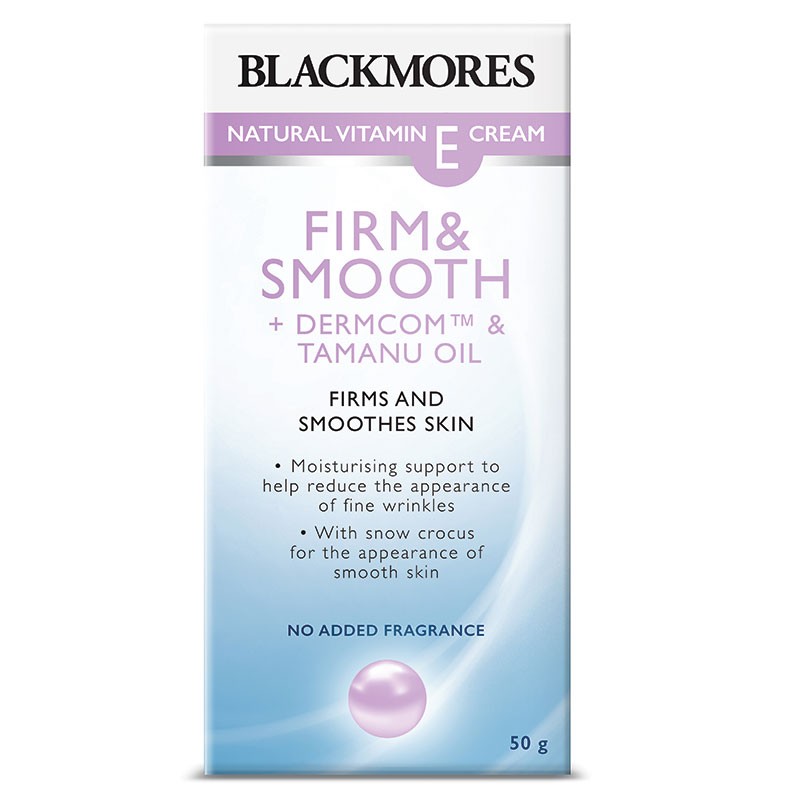 BLACKMORES
NATURAL VITAMIN E CREAM
FIRM &
SMOOTH
+ DERMCOM™ &
TAMANU OIL
FIRMS AND
SMOOTHES SKIN
• Moisturising support to
help reduce the appearance
of fine wrinkles
• With snow crocus
for the appearance of
smooth skin
NO ADDED FRAGRANCE
50 g